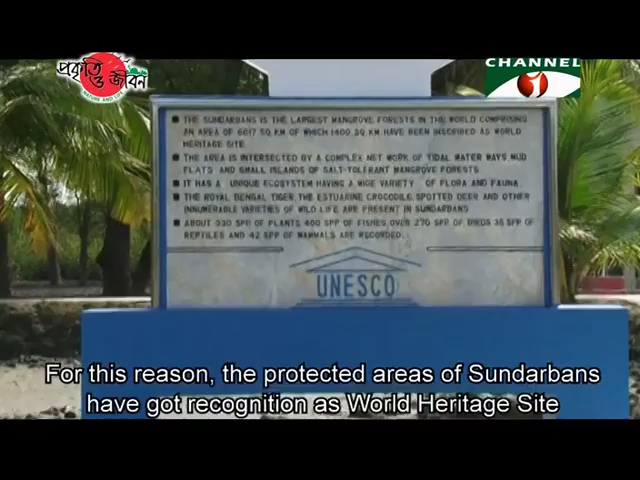 প্রকৃতি ও জীবন
NATURE AND LIFE
CHANNEL
i
THE SUNDARBANS IS THE LARGEST MANGROVE FORESTS IN THE WORLD COMPRISING
AN AREA OF 6017 SQ.KM OF WHICH 1400 SQ.KM HAVE BEEN INSCRIBED AS WORLD
HERITAGE SITE.
THE AREA IS INTERSECTED BY A COMPLEX NET WORK OF TIDAL WATER WAYS MUD
FLATS AND SMALL ISLANDS OF SALT-TOLERANT MANGROVE FORESTS
IT HAS A UNIQUE ECOSYSTEM HAVING A WIDE VARIETY OF FLORA AND FAUNA.
THE ROYAL BENGAL TIGER, THE ESTUARINE CROCODILE, SPOTTED DEER AND OTHER
INNUMERABLE VARIETIES OF WILD LIFE ARE PRESENT IN SUNDARBANS
ABOUT 330 SPP OF PLANTS, 400 SPP OF FISHES, OVER 270 SPP OF BIRDS 35 SPP OF
REPTILES AND 42 SPP OF MAMMALS ARE RECORDED.
UNESCO
For this reason, the protected areas of Sundarbans
have got recognition as World Heritage Site